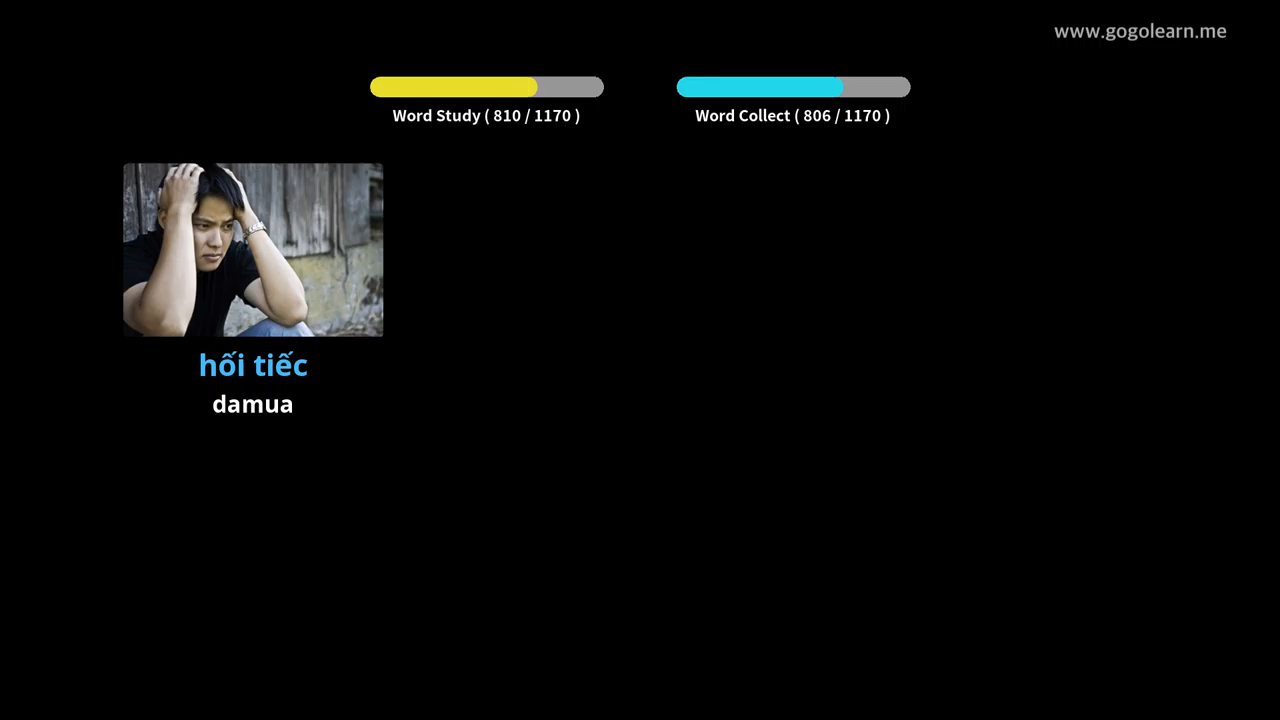 www.gogolearn.me
Word Study ( 810 / 1170 )
Word Collect ( 806 / 1170 )
hối tiếc
damua